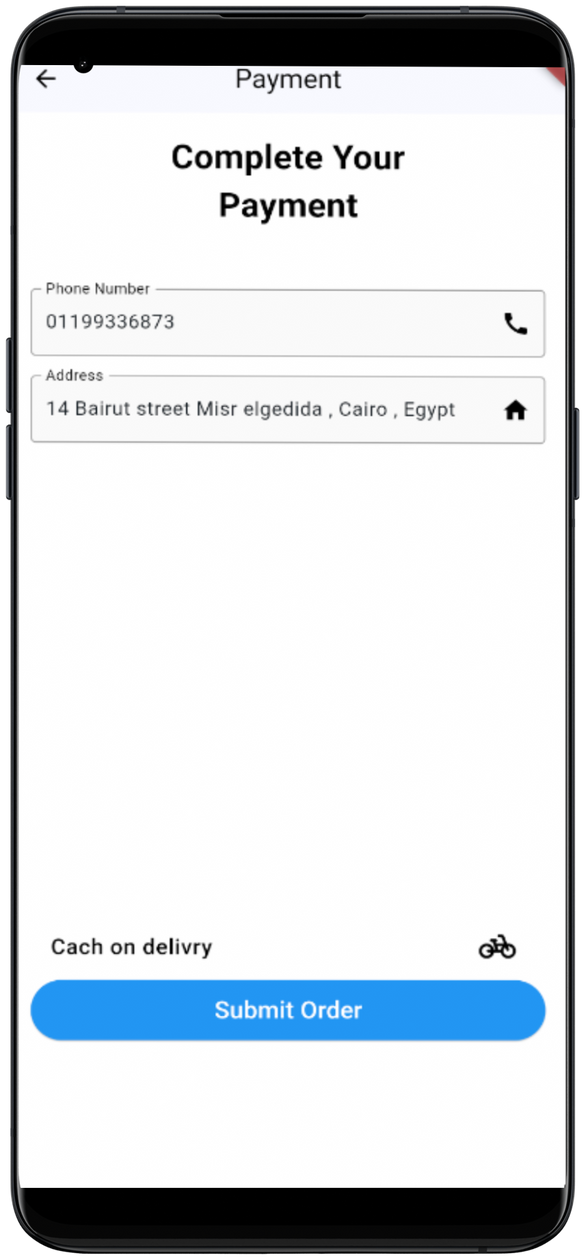 Payment
Complete Your
Payment
Phone Number
01199336873
Address
14 Bairut street Misr elgedida , Cairo , Egypt
Cach on delivry
Submit Order